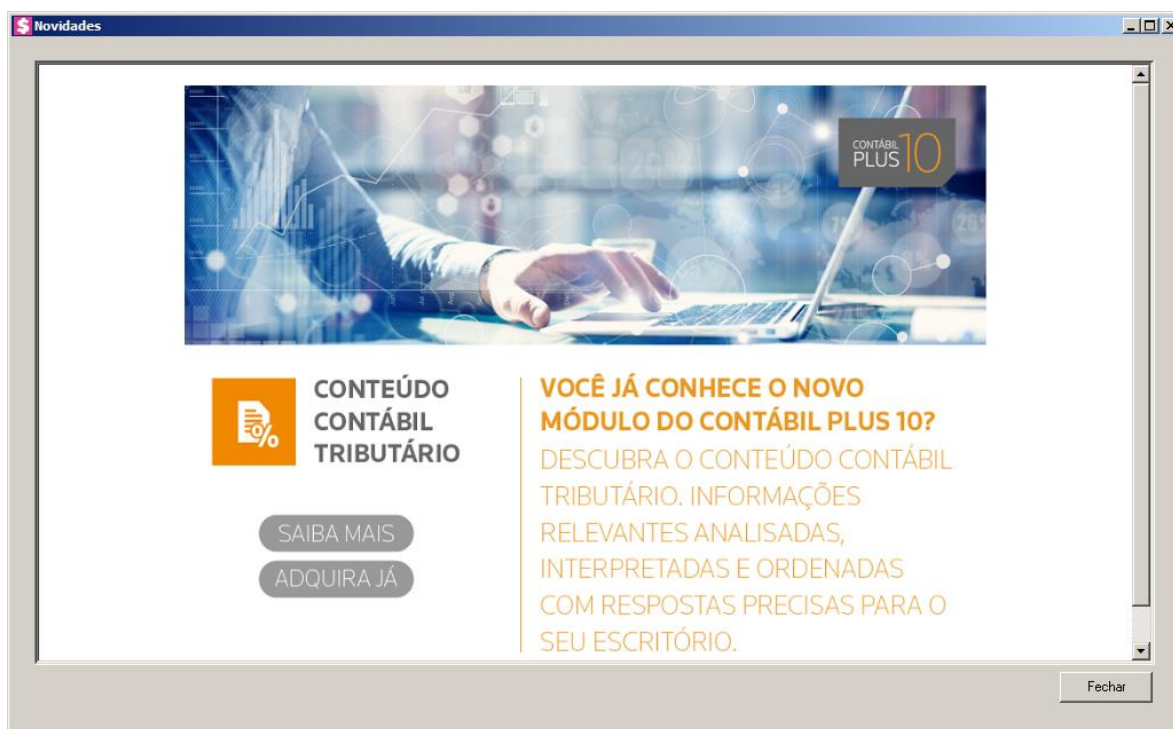 Novidades
CONTÁBIL
PLUS 10
CONTEÚDO
CONTÁBIL
TRIBUTÁRIO
SAIBA MAIS
ADQUIRA JÁ
VOCÊ JÁ CONHECE O NOVO
MÓDULO DO CONTÁBIL PLUS 10?
DESCUBRA O CONTEÚDO CONTÁBIL
TRIBUTÁRIO. INFORMAÇÕES
RELEVANTES ANALISADAS,
INTERPRETADAS E ORDENADAS
COM RESPOSTAS PRECISAS PARA O
SEU ESCRITÓRIO.
Fechar